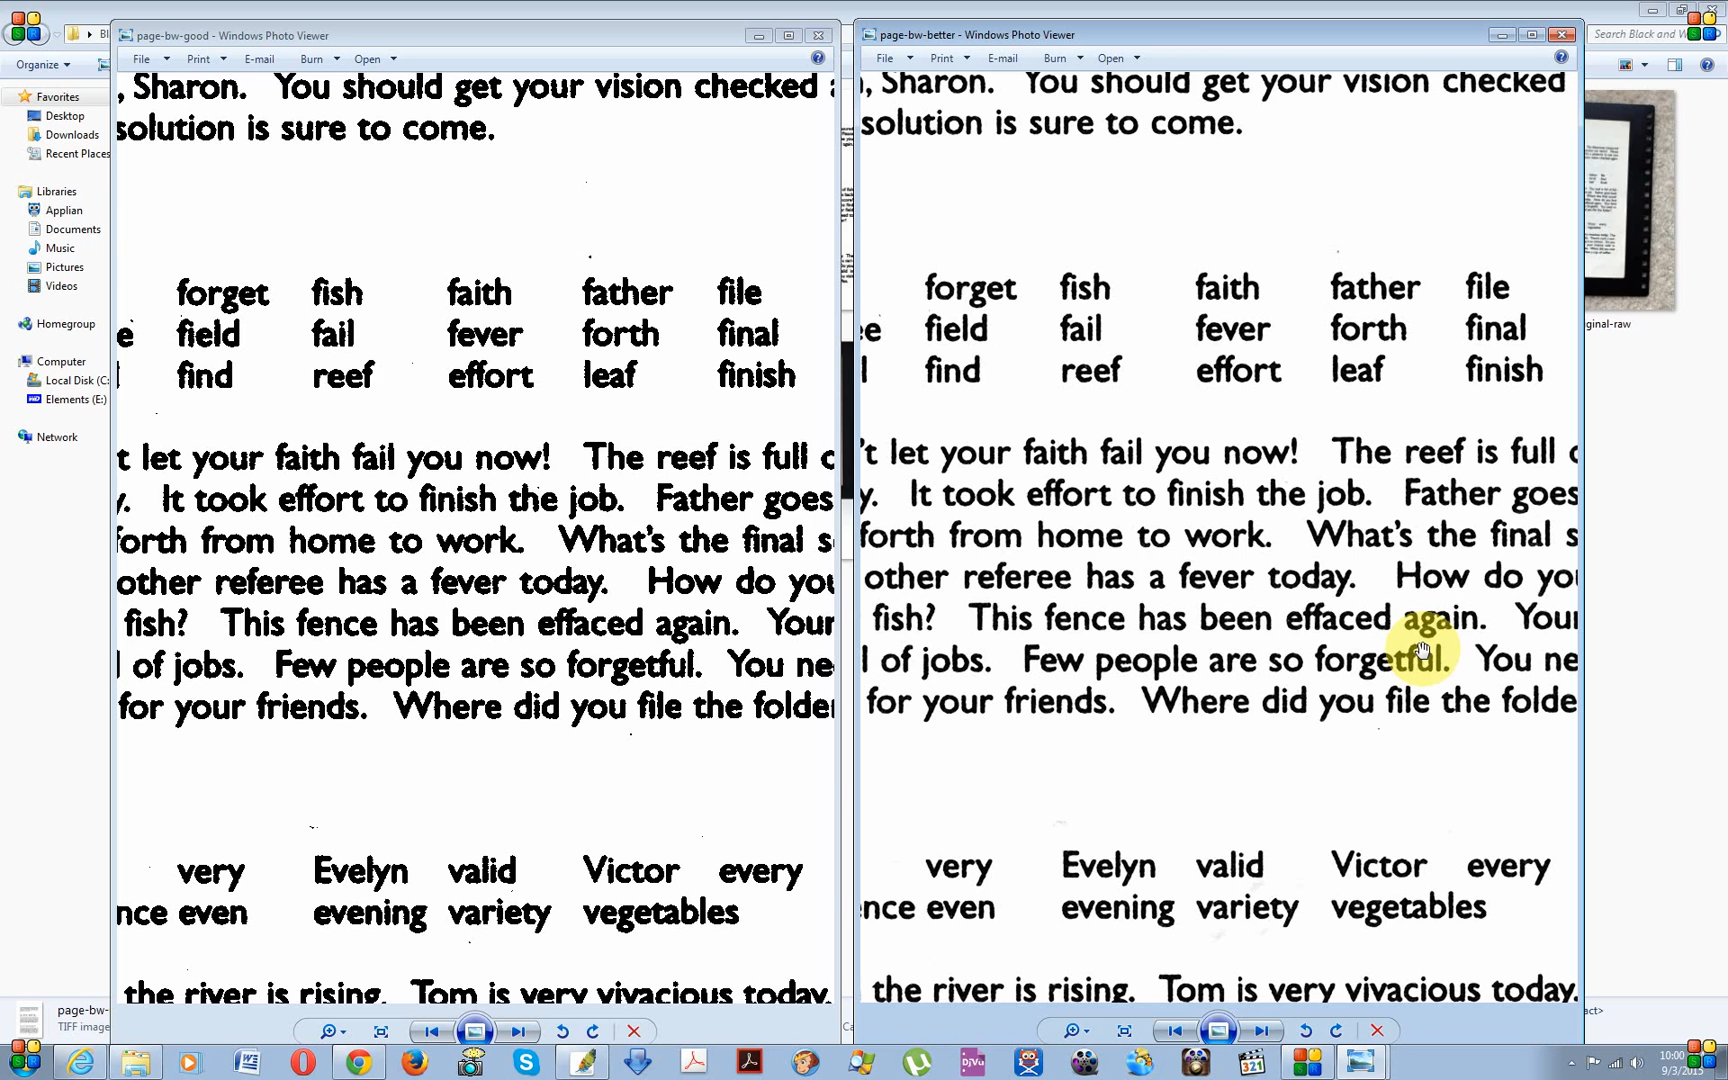 page-bw-good - Windows Photo Viewer
File Print E-mail Burn Open
, Sharon. You should get your vision checked
solution is sure to come.
forget fish faith father file
e field fail fever forth final
find reef effort leaf finish
t let your faith fail you now! The reef is full
y. It took effort to finish the job. Father goes
forth from home to work. What's the final s
other referee has a fever today. How do you
fish? This fence has been effaced again. Your
l of jobs. Few people are so forgetful. You ne
for your friends. Where did you file the folder
very Evelyn valid Victor every
nce even evening variety vegetables
the river is rising. Tom is very vivacious today.
page-bw-better - Windows Photo Viewer
File Print E-mail Burn Open
, Sharon. You should get your vision checked
solution is sure to come.
forget fish faith father file
ee field fail fever forth final
find reef effort leaf finish
't let your faith fail you now! The reef is full
y. It took effort to finish the job. Father goes
forth from home to work. What's the final s
other referee has a fever today. How do you
fish? This fence has been effaced again. Your
l of jobs. Few people are so forgetful. You ne
for your friends. Where did you file the folde
very Evelyn valid Victor every
ence even evening variety vegetables
the river is rising. Tom is very vivacious today.
Bl
Organize
Favorites
Desktop
Downloads
Recent Places
Libraries
Applian
Documents
Music
Pictures
Videos
Homegroup
Computer
Local Disk (C:
Elements (E:)
Network
page-bw-
TIFF image
Search Black and W
ginal-raw
10:00
9/3/2015